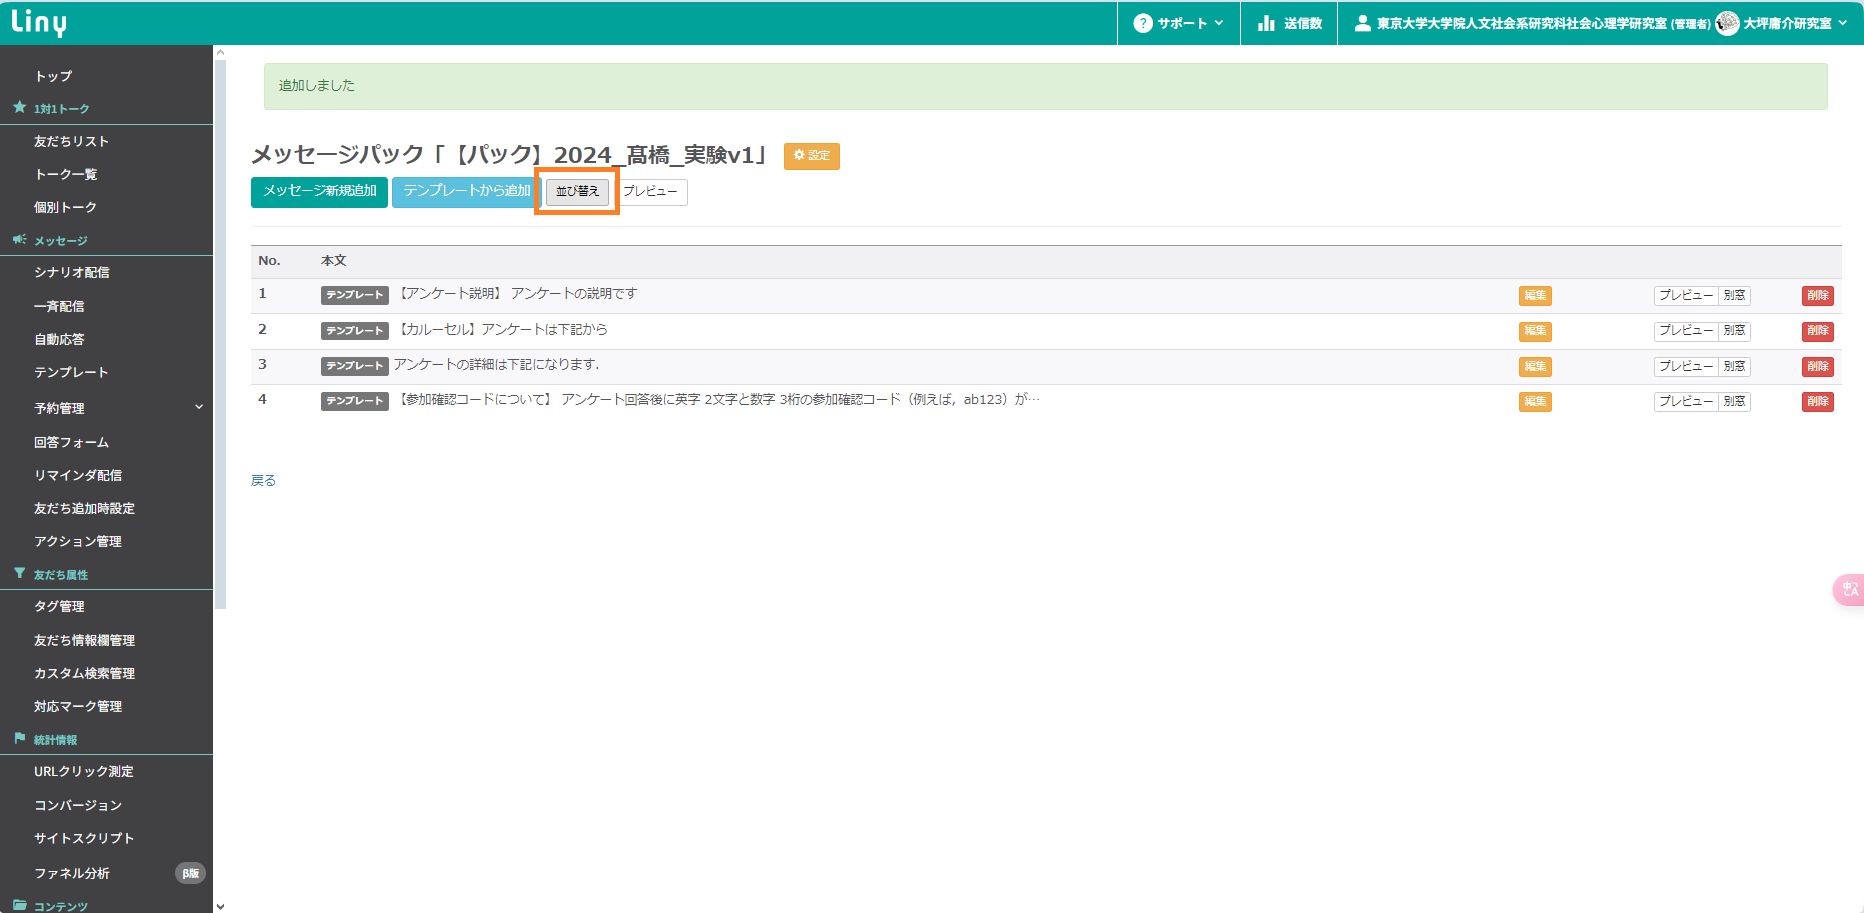 Liny
サポート
送信数
東京大学大学院人文社会系研究科社会心理学研究室 (管理者)
大坪庸介研究室
トップ
1対1トーク
友だちリスト
トーク一覧
個別トーク
メッセージ
シナリオ配信
一斉配信
自動応答
テンプレート
予約管理
回答フォーム
リマインダ配信
友だち追加時設定
アクション管理
友だち属性
タグ管理
友だち情報欄管理
カスタム検索管理
対応マーク管理
統計情報
URLクリック測定
コンバージョン
サイトスクリプト
ファネル分析 β版
コンテンツ
追加しました
メッセージパック「【パック】2024_髙橋_実験v1」 設定
メッセージ新規追加 テンプレートから追加 並び替え プレビュー
No. 本文
1 テンプレート 【アンケート説明】 アンケートの説明です 編集 プレビュー 別窓 削除
2 テンプレート 【カルーセル】アンケートは下記から 編集 プレビュー 別窓 削除
3 テンプレート アンケートの詳細は下記になります. 編集 プレビュー 別窓 削除
4 テンプレート 【参加確認コードについて】 アンケート回答後に英字 2文字と数字 3桁の参加確認コード（例えば，ab123）が… 編集 プレビュー 別窓 削除
戻る
中
A